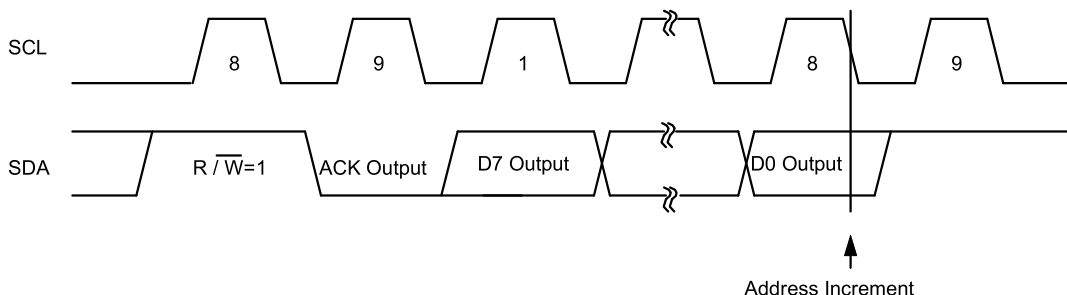 SCL
8
9
1
8
9
SDA
R / W̅=1
ACK Output
D7 Output
D0 Output
Address Increment